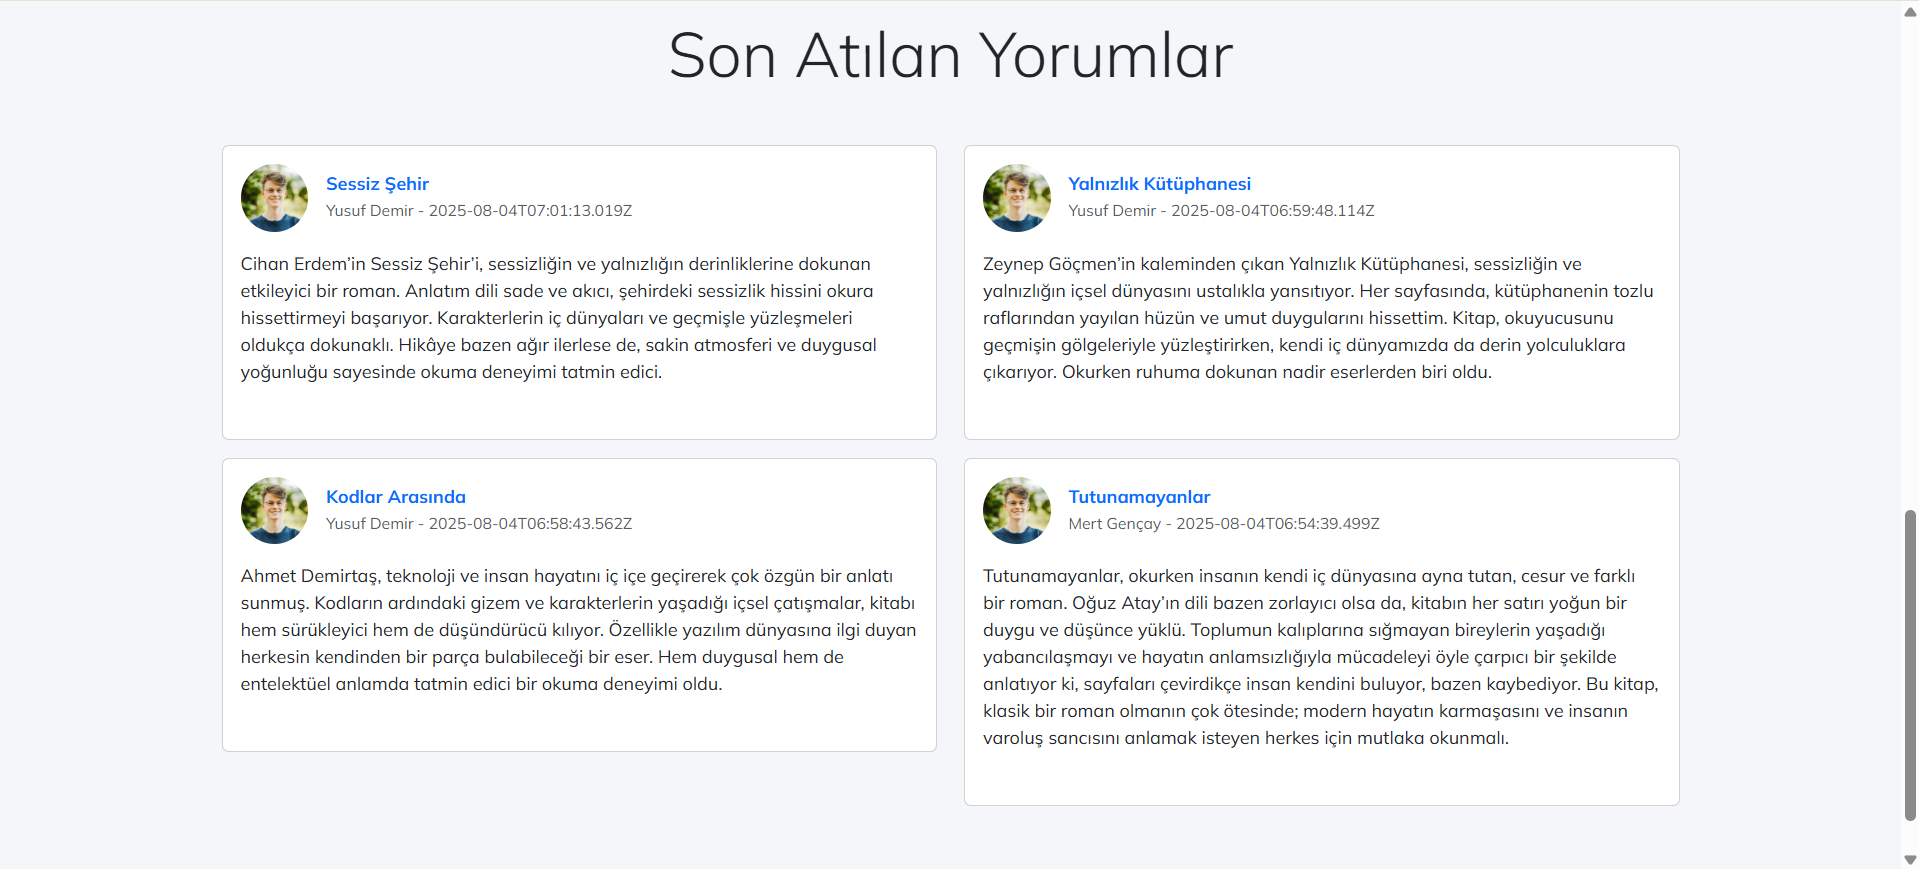 Son Atılan Yorumlar
Sessiz Şehir
Yusuf Demir - 2025-08-04T07:01:13.019Z
Cihan Erdem’in Sessiz Şehir’i, sessizliğin ve yalnızlığın derinliklerine dokunan
etkileyici bir roman. Anlatım dili sade ve akıcı, şehirdeki sessizlik hissini okura
hissettirmeyi başarıyor. Karakterlerin iç dünyaları ve geçmişle yüzleşmeleri
oldukça dokunaklı. Hikâye bazen ağır ilerlese de, sakin atmosferi ve duygusal
yoğunluğu sayesinde okuma deneyimi tatmin edici.
Yalnızlık Kütüphanesi
Yusuf Demir - 2025-08-04T06:59:48.114Z
Zeynep Göçmen’in kaleminden çıkan Yalnızlık Kütüphanesi, sessizliğin ve
yalnızlığın içsel dünyasını ustalıkla yansıtıyor. Her sayfasında, kütüphanenin tozlu
raflarından yayılan hüzün ve umut duygularını hissettim. Kitap, okuyucusunu
geçmişin gölgeleriyle yüzleştirirken, kendi iç dünyamızda da derin yolculuklara
çıkarıyor. Okurken ruhuma dokunan nadir eserlerden biri oldu.
Kodlar Arasında
Yusuf Demir - 2025-08-04T06:58:43.562Z
Ahmet Demirtaş, teknoloji ve insan hayatını iç içe geçirerek çok özgün bir anlatı
sunmuş. Kodların ardındaki gizem ve karakterlerin yaşadığı içsel çatışmalar, kitabı
hem sürükleyici hem de düşündürücü kılıyor. Özellikle yazılım dünyasına ilgi duyan
herkesin kendinden bir parça bulabileceği bir eser. Hem duygusal hem de
entelektüel anlamda tatmin edici bir okuma deneyimi oldu.
Tutunamayanlar
Mert Gençay - 2025-08-04T06:54:39.499Z
Tutunamayanlar, okurken insanın kendi iç dünyasına ayna tutan, cesur ve farklı
bir roman. Oğuz Atay’ın dili bazen zorlayıcı olsa da, kitabın her satırı yoğun bir
duygu ve düşünce yüklü. Toplumun kalıplarına sığmayan bireylerin yaşadığı
yabancılaşmayı ve hayatın anlamsızlığıyla mücadeleyi öyle çarpıcı bir şekilde
anlatıyor ki, sayfaları çevirdikçe insan kendini buluyor, bazen kaybediyor. Bu kitap,
klasik bir roman olmanın çok ötesinde; modern hayatın karmaşasını ve insanın
varoluş sancısını anlamak isteyen herkes için mutlaka okunmalı.